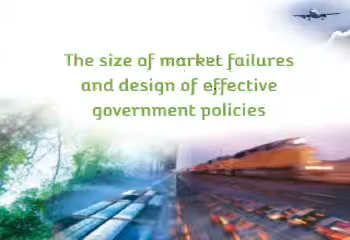 The size of market failures
and design of effective
government policies